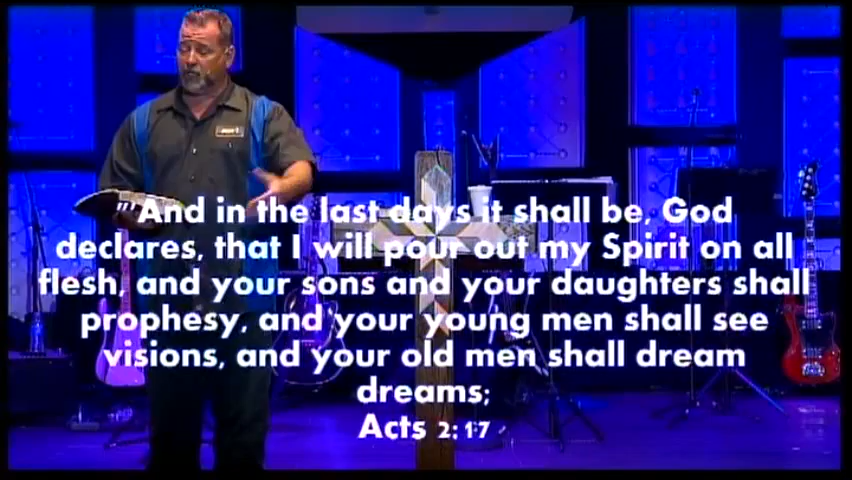 "And in the last days it shall be, God
declares, that I will pour out my Spirit on all
flesh, and your sons and your daughters shall
prophesy, and your young men shall see
visions, and your old men shall dream
dreams;
Acts 2:17